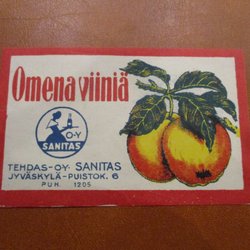 Omena viiniä
O-Y
SANITAS
TEHDAS-OY. SANITAS
JYVÄSKYLÄ-PUISTOK. 6
PUH. 1205